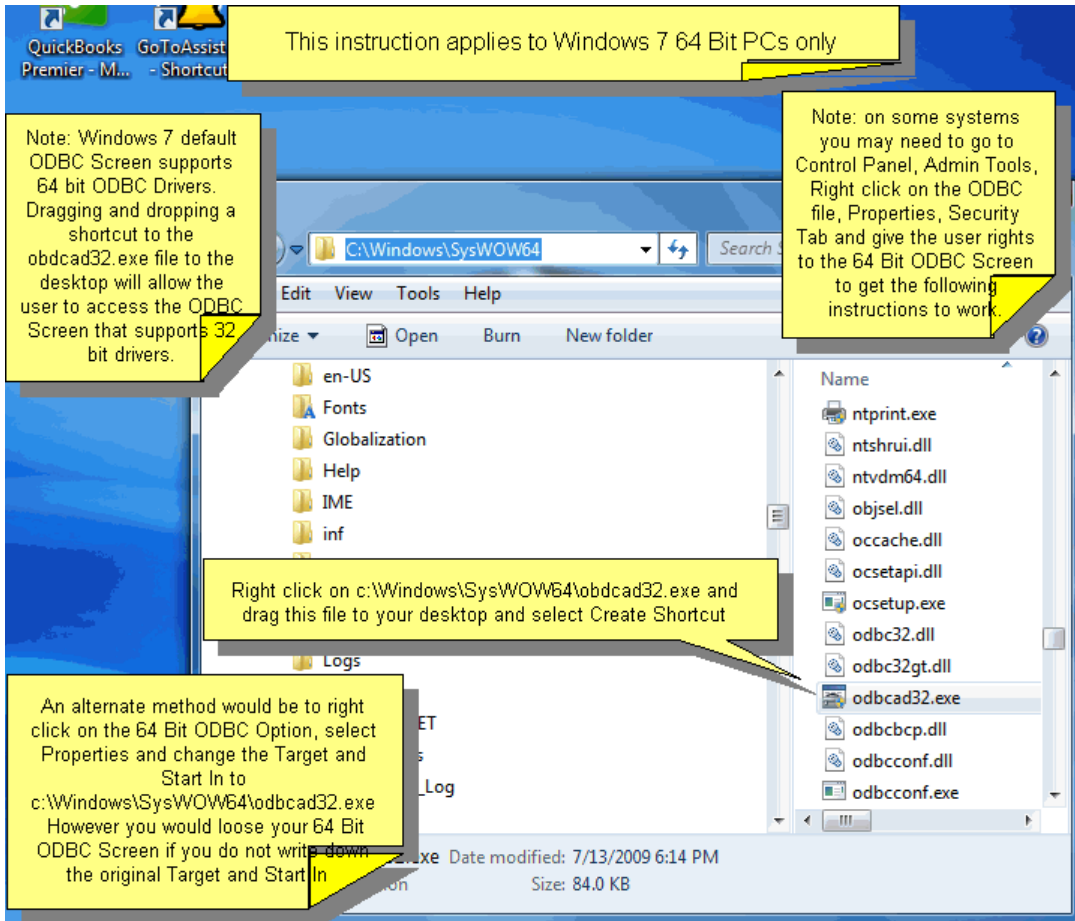 QuickBooks
Premier - M...
GoToAssist
- Shortcut
This instruction applies to Windows 7 64 Bit PCs only
Note: Windows 7 default
ODBC Screen supports
64 bit ODBC Drivers.
Dragging and dropping a
shortcut to the
obdcad32.exe file to the
desktop will allow the
user to access the ODBC
Screen that supports 32
bit drivers.
Note: on some systems
you may need to go to
Control Panel, Admin Tools,
Right click on the ODBC
file, Properties, Security
Tab and give the user rights
to the 64 Bit ODBC Screen
to get the following
instructions to work.
C:\Windows\SysWOW64
Search
Edit View Tools Help
Open Burn New folder
en-US
Fonts
Globalization
Help
IME
inf
Logs
Name
ntprint.exe
ntshrui.dll
ntvdm64.dll
objsel.dll
occache.dll
ocsetapi.dll
ocsetup.exe
odbc32.dll
odbc32gt.dll
odbcad32.exe
odbcbcp.dll
odbcconf.dll
odbcconf.exe
Right click on c:\Windows\SysWOW64\obdcad32.exe and
drag this file to your desktop and select Create Shortcut
An alternate method would be to right
click on the 64 Bit ODBC Option, select
Properties and change the Target and
Start In to
c:\Windows\SysWOW64\odbcad32.exe
However you would loose your 64 Bit
ODBC Screen if you do not write down
the original Target and Start In
ET
_Log
.exe Date modified: 7/13/2009 6:14 PM
Size: 84.0 KB